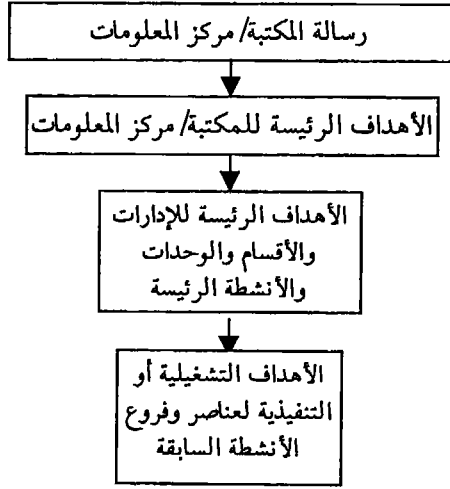 رسالة المكتبة/مركز المعلومات
الأهداف الرئيسة للمكتبة/مركز المعلومات
الأهداف الرئيسة للإدارات
والأقسام والوحدات
والأنشطة الرئيسة
الأهداف التشغيلية أو
التنفيذية لعناصر وفروع
الأنشطة السابقة